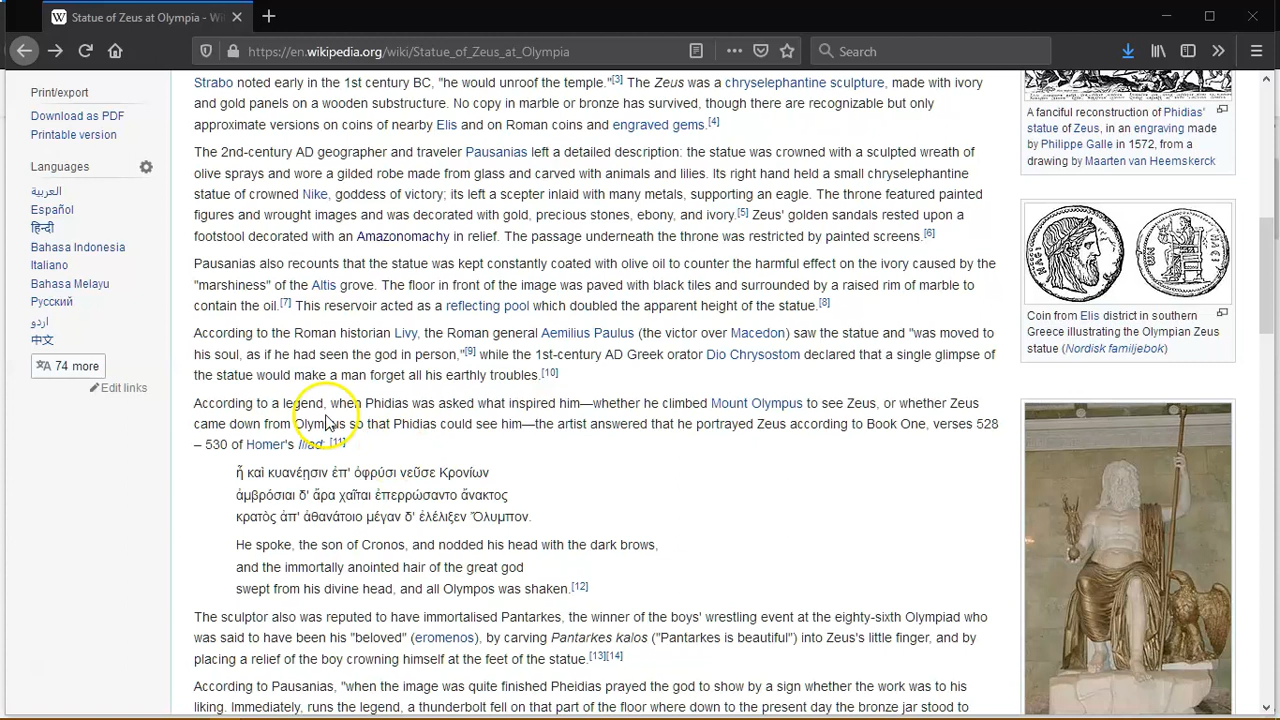 Statue of Zeus at Olympia - Wi
https://en.wikipedia.org/wiki/Statue_of_Zeus_at_Olympia
Search
Print/export
Download as PDF
Printable version
Languages
العربية
Español
हिन्दी
Bahasa Indonesia
Italiano
Bahasa Melayu
Русский
اردو
中文
74 more
Edit links
Strabo noted early in the 1st century BC, "he would unroof the temple."[3] The Zeus was a chryselephantine sculpture, made with ivory
and gold panels on a wooden substructure. No copy in marble or bronze has survived, though there are recognizable but only
approximate versions on coins of nearby Elis and on Roman coins and engraved gems.[4]
The 2nd-century AD geographer and traveler Pausanias left a detailed description: the statue was crowned with a sculpted wreath of
olive sprays and wore a gilded robe made from glass and carved with animals and lilies. Its right hand held a small chryselephantine
statue of crowned Nike, goddess of victory; its left a scepter inlaid with many metals, supporting an eagle. The throne featured painted
figures and wrought images and was decorated with gold, precious stones, ebony, and ivory.[5] Zeus' golden sandals rested upon a
footstool decorated with an Amazonomachy in relief. The passage underneath the throne was restricted by painted screens.[6]
Pausanias also recounts that the statue was kept constantly coated with olive oil to counter the harmful effect on the ivory caused by the
"marshiness" of the Altis grove. The floor in front of the image was paved with black tiles and surrounded by a raised rim of marble to
contain the oil.[7] This reservoir acted as a reflecting pool which doubled the apparent height of the statue.[8]
According to the Roman historian Livy, the Roman general Aemilius Paulus (the victor over Macedon) saw the statue and "was moved to
his soul, as if he had seen the god in person,"[9] while the 1st-century AD Greek orator Dio Chrysostom declared that a single glimpse of
the statue would make a man forget all his earthly troubles.[10]
According to a legend, when Phidias was asked what inspired him—whether he climbed Mount Olympus to see Zeus, or whether Zeus
came down from Olympus so that Phidias could see him—the artist answered that he portrayed Zeus according to Book One, verses 528
– 530 of Homer's Iliad: [11]
ἦ καὶ κυανέῃσιν ἐπ' ὀφρύσι νεῦσε Κρονίων
ἀμβρόσιαι δ' ἄρα χαῖται ἐπερρώσαντο ἄνακτος
κρατὸς ἀπ' ἀθανάτοιο μέγαν δ' ἐλέλιξεν Ὄλυμπον.
He spoke, the son of Cronos, and nodded his head with the dark brows,
and the immortally anointed hair of the great god
swept from his divine head, and all Olympos was shaken.[12]
The sculptor also was reputed to have immortalised Pantarkes, the winner of the boys' wrestling event at the eighty-sixth Olympiad who
was said to have been his "beloved" (eromenos), by carving Pantarkes kalos ("Pantarkes is beautiful") into Zeus's little finger, and by
placing a relief of the boy crowning himself at the feet of the statue.[13][14]
According to Pausanias, "when the image was quite finished Pheidias prayed the god to show by a sign whether the work was to his
liking. Immediately, runs the legend, a thunderbolt fell on that part of the floor where down to the present day the bronze jar stood to
A fanciful reconstruction of Phidias'
statue of Zeus, in an engraving made
by Philippe Galle in 1572, from a
drawing by Maarten van Heemskerck
Coin from Elis district in southern
Greece illustrating the Olympian Zeus
statue (Nordisk familjebok)